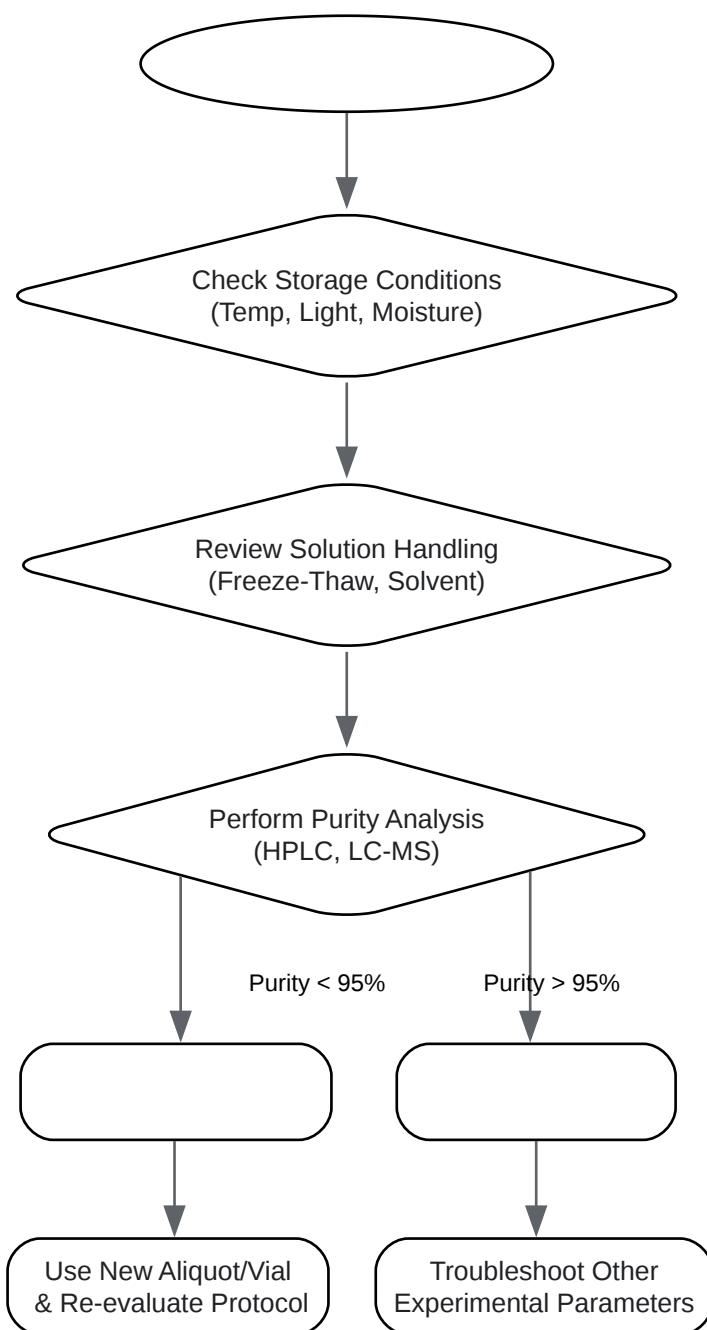 Check Storage Conditions
(Temp, Light, Moisture)
Review Solution Handling
(Freeze-Thaw, Solvent)
Perform Purity Analysis
(HPLC, LC-MS)
Purity < 95%
Purity > 95%
Use New Aliquot/Vial
& Re-evaluate Protocol
Troubleshoot Other
Experimental Parameters